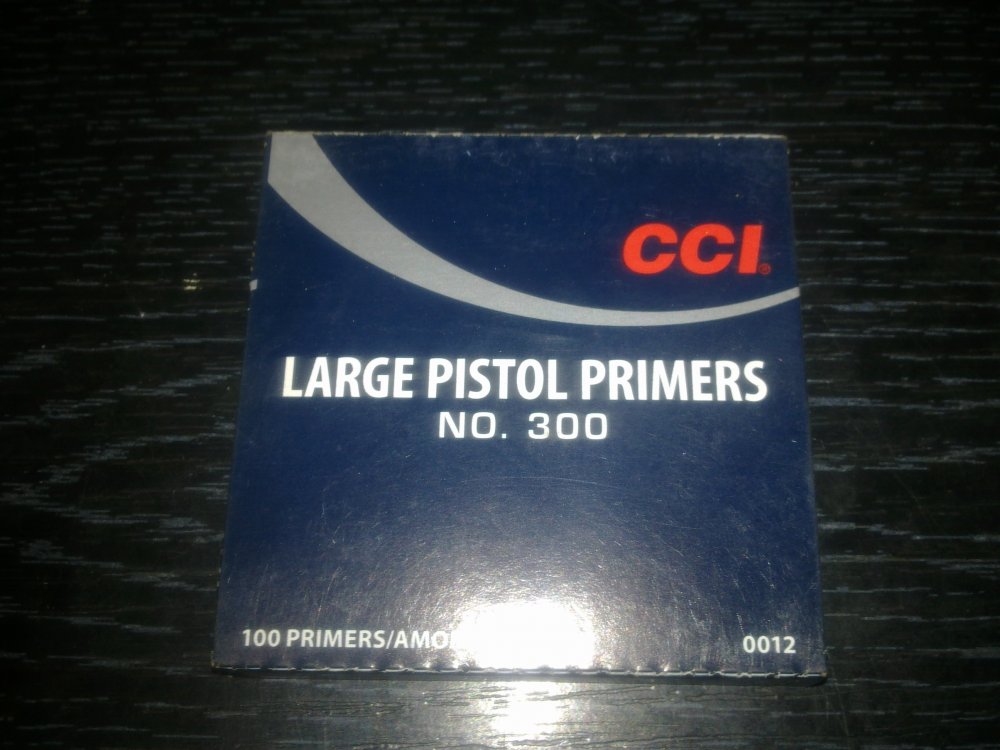 CCI®
LARGE PISTOL PRIMERS
NO. 300
100 PRIMERS/AMO
0012